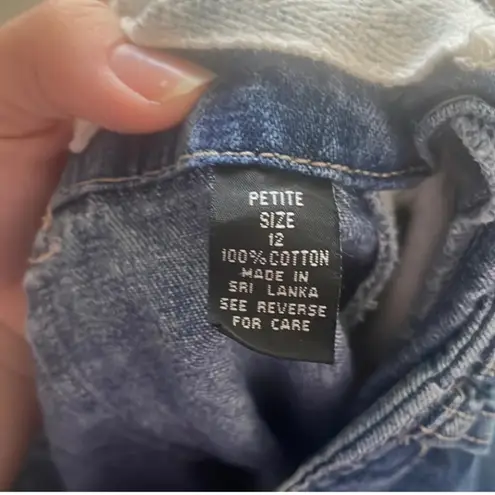 PETITE
SIZE
12
100% COTTON
MADE IN
SRI LANKA
SEE REVERSE
FOR CARE